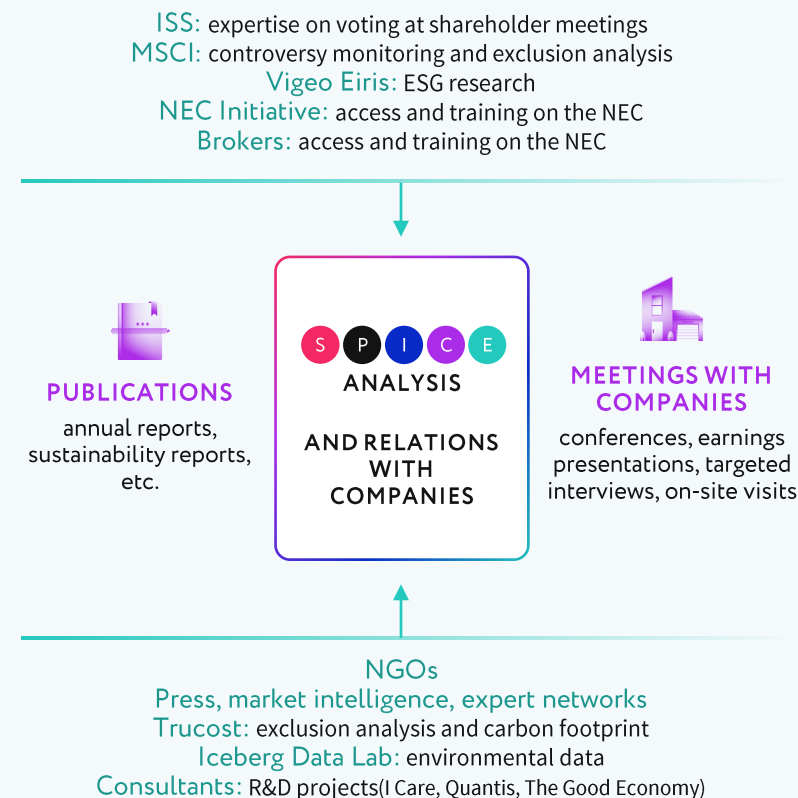 ISS: expertise on voting at shareholder meetings
MSCI: controversy monitoring and exclusion analysis
Vigeo Eiris: ESG research
NEC Initiative: access and training on the NEC
Brokers: access and training on the NEC
PUBLICATIONS
annual reports,
sustainability reports,
etc.
S P I C E
ANALYSIS
AND RELATIONS
WITH
COMPANIES
MEETINGS WITH
COMPANIES
conferences, earnings
presentations, targeted
interviews, on-site visits
NGOs
Press, market intelligence, expert networks
Trucost: exclusion analysis and carbon footprint
Iceberg Data Lab: environmental data
Consultants: R&D projects(I Care, Quantis, The Good Economy)